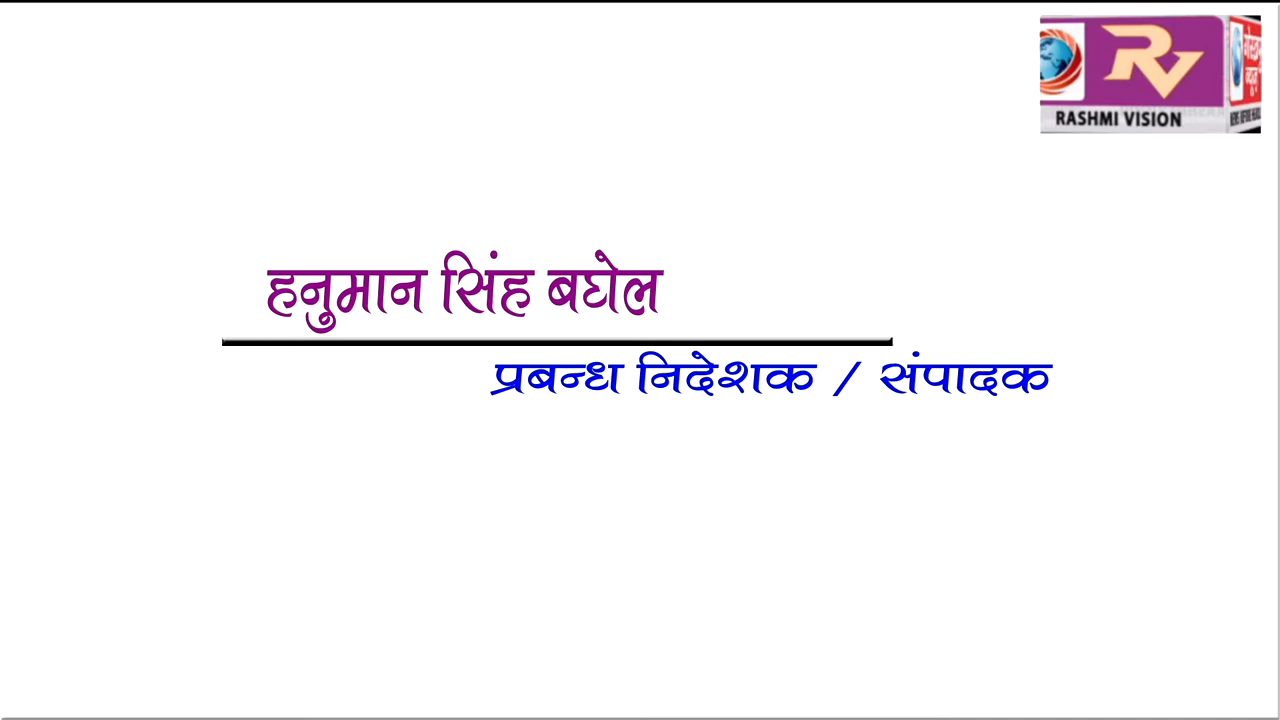 RV
RASHMI VISION
हनुमान सिंह बघेल
प्रबन्ध निदेशक / संपादक